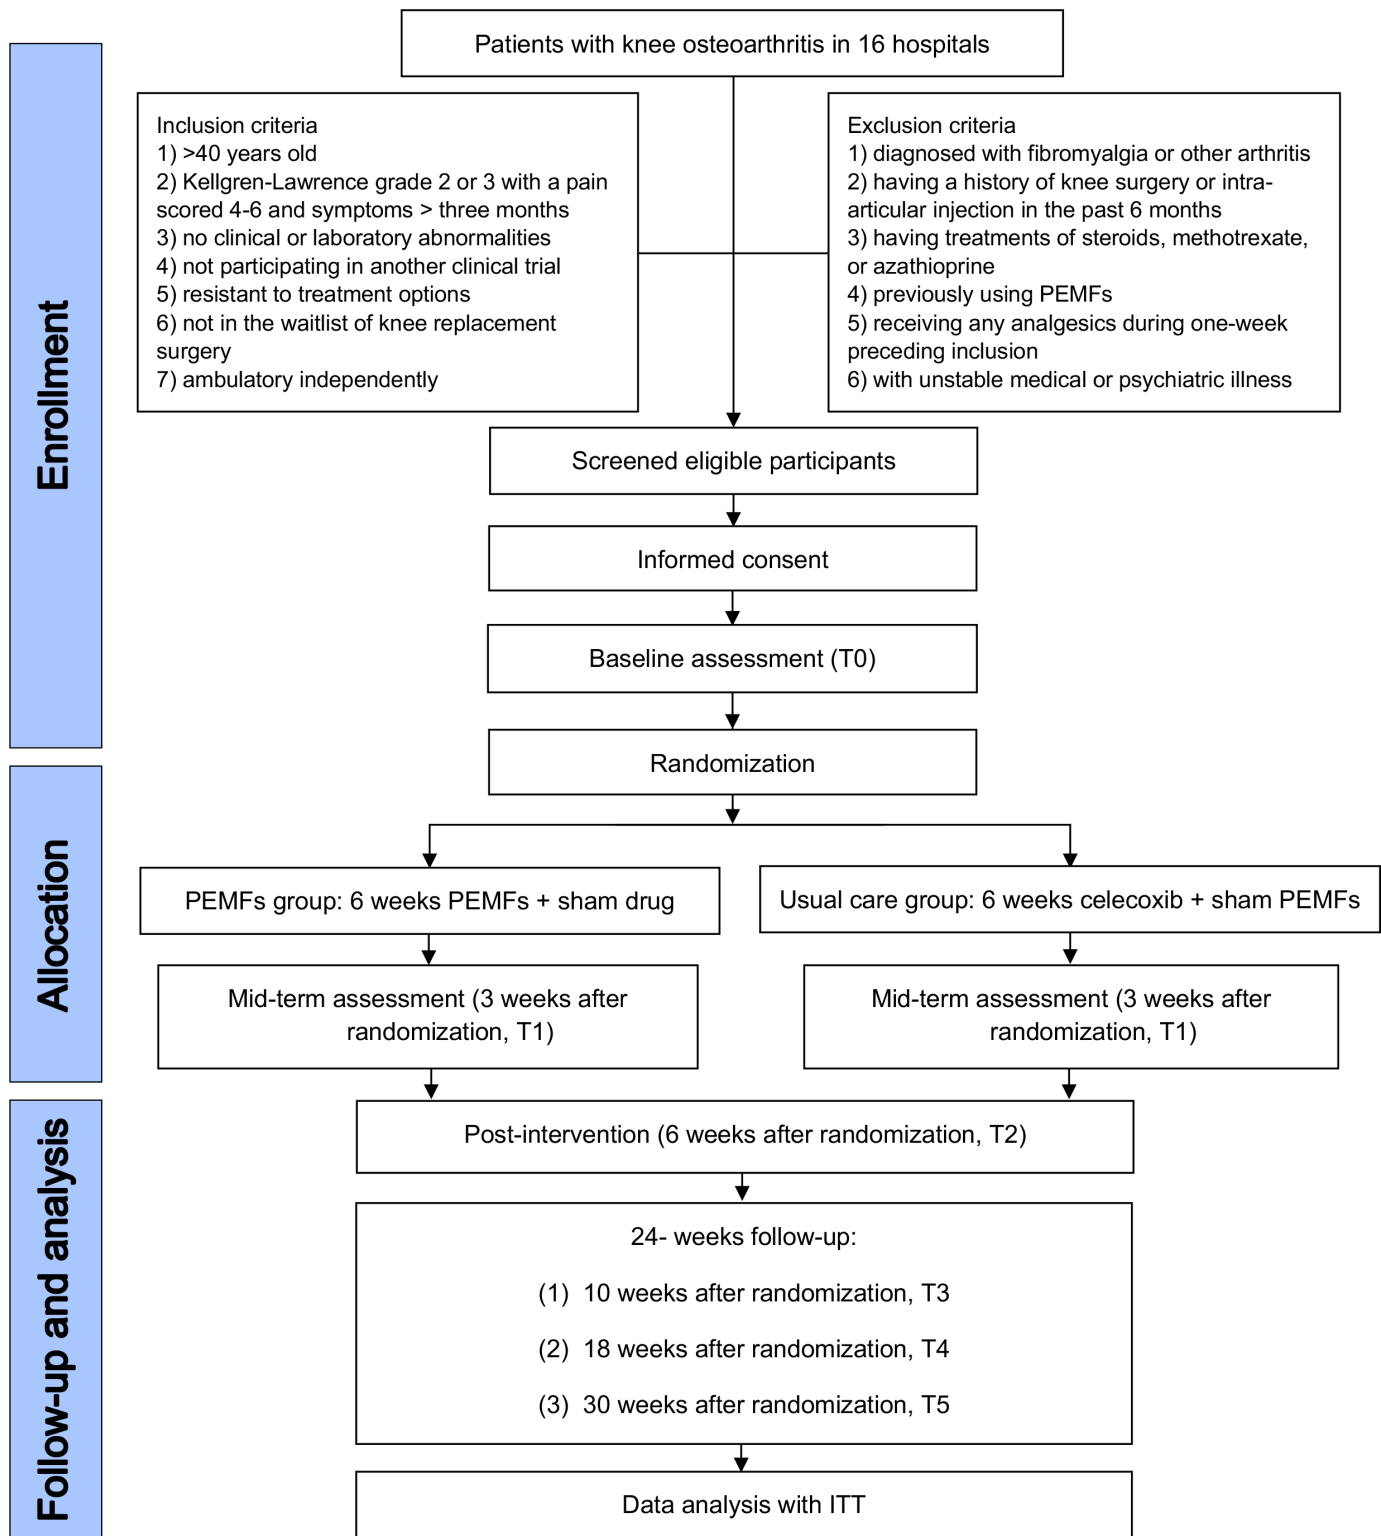 Patients with knee osteoarthritis in 16 hospitals
Enrollment
Inclusion criteria
1) >40 years old
2) Kellgren-Lawrence grade 2 or 3 with a pain
scored 4-6 and symptoms > three months
3) no clinical or laboratory abnormalities
4) not participating in another clinical trial
5) resistant to treatment options
6) not in the waitlist of knee replacement
surgery
7) ambulatory independently
Exclusion criteria
1) diagnosed with fibromyalgia or other arthritis
2) having a history of knee surgery or intra-
articular injection in the past 6 months
3) having treatments of steroids, methotrexate,
or azathioprine
4) previously using PEMFs
5) receiving any analgesics during one-week
preceding inclusion
6) with unstable medical or psychiatric illness
Screened eligible participants
Informed consent
Baseline assessment (T0)
Randomization
Allocation
PEMFs group: 6 weeks PEMFs + sham drug
Usual care group: 6 weeks celecoxib + sham PEMFs
Mid-term assessment (3 weeks after
randomization, T1)
Mid-term assessment (3 weeks after
randomization, T1)
Follow-up and analysis
Post-intervention (6 weeks after randomization, T2)
24- weeks follow-up:
(1) 10 weeks after randomization, T3
(2) 18 weeks after randomization, T4
(3) 30 weeks after randomization, T5
Data analysis with ITT